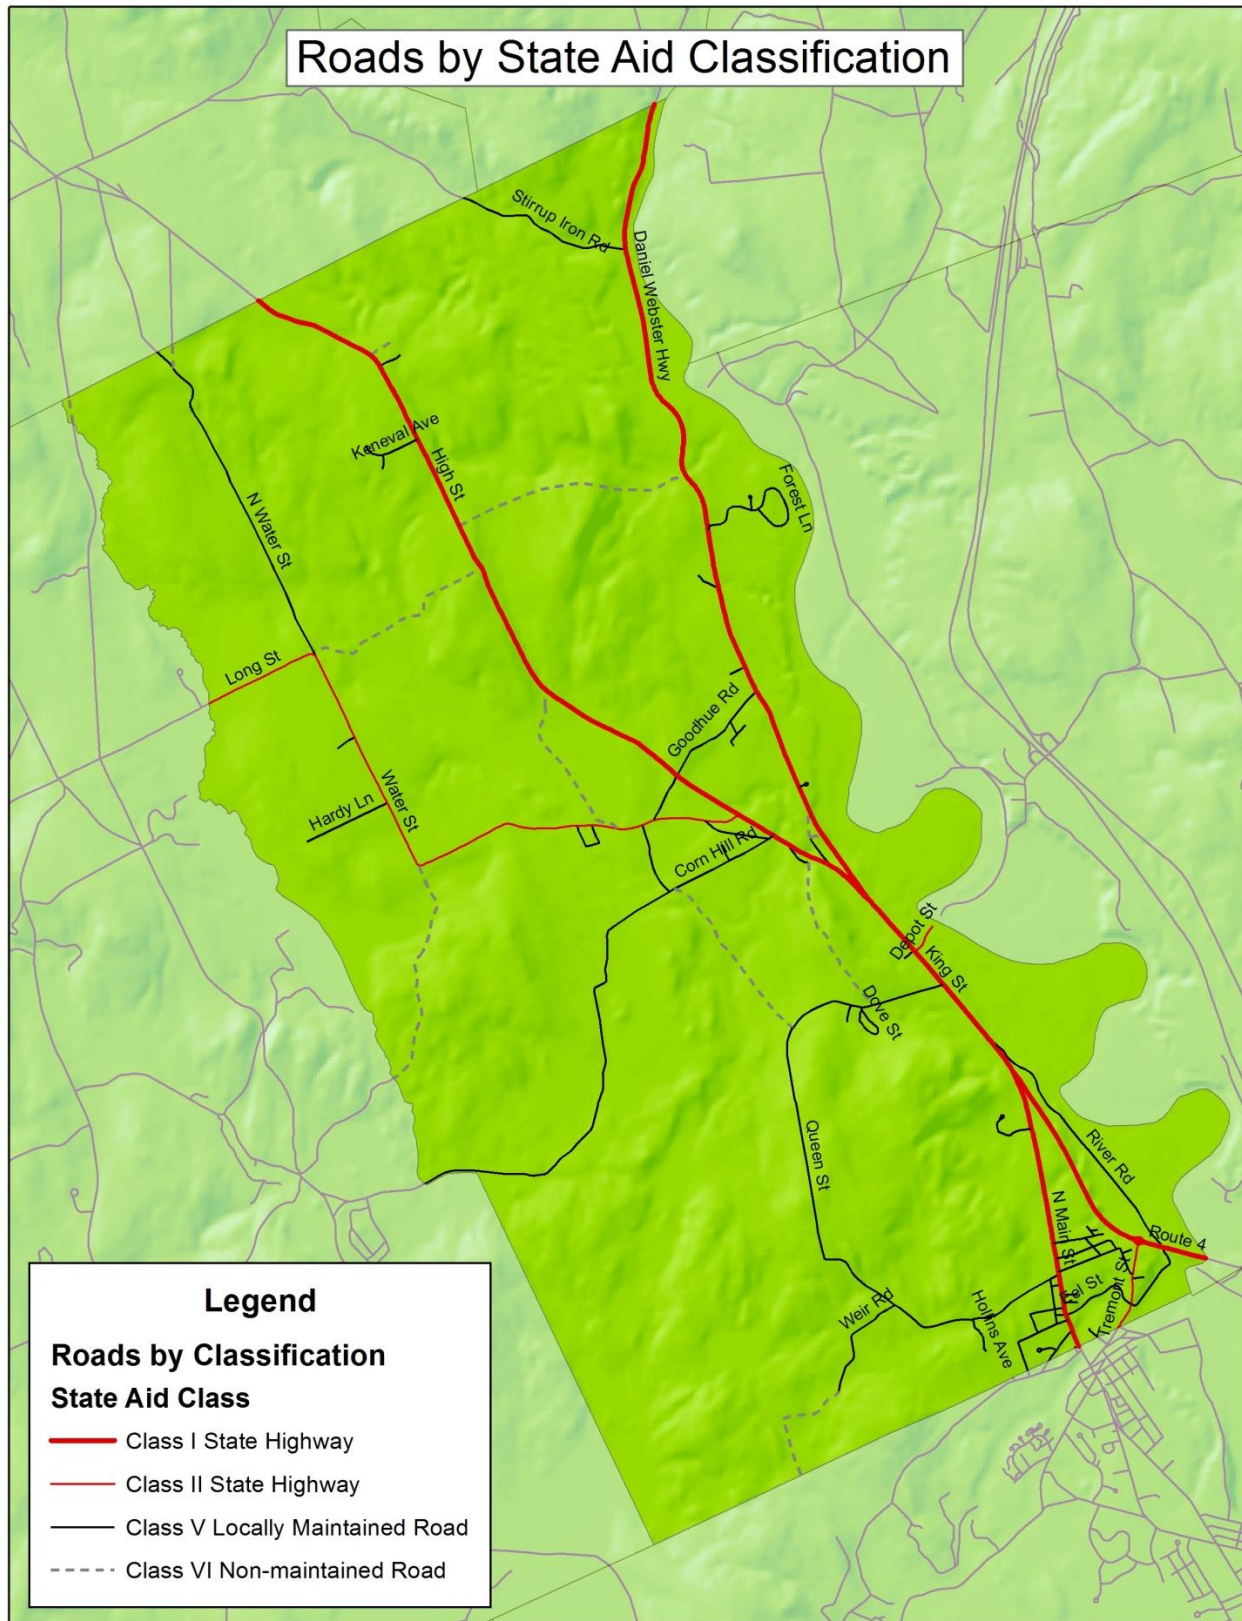 Roads by State Aid Classification
Stirrup Iron Rd
Daniel Webster Hwy
Keneval Ave
High St
N Water St
Forest Ln
Long St
Goodhue Rd
Water St
Hardy Ln
Corn Hill Rd
Depot St
King St
Dove St
Queen St
River Rd
N Main St
Route 4
Tremont St
el St
Weir Rd
Hollins Ave
Legend
Roads by Classification
State Aid Class
Class I State Highway
Class II State Highway
Class V Locally Maintained Road
Class VI Non-maintained Road